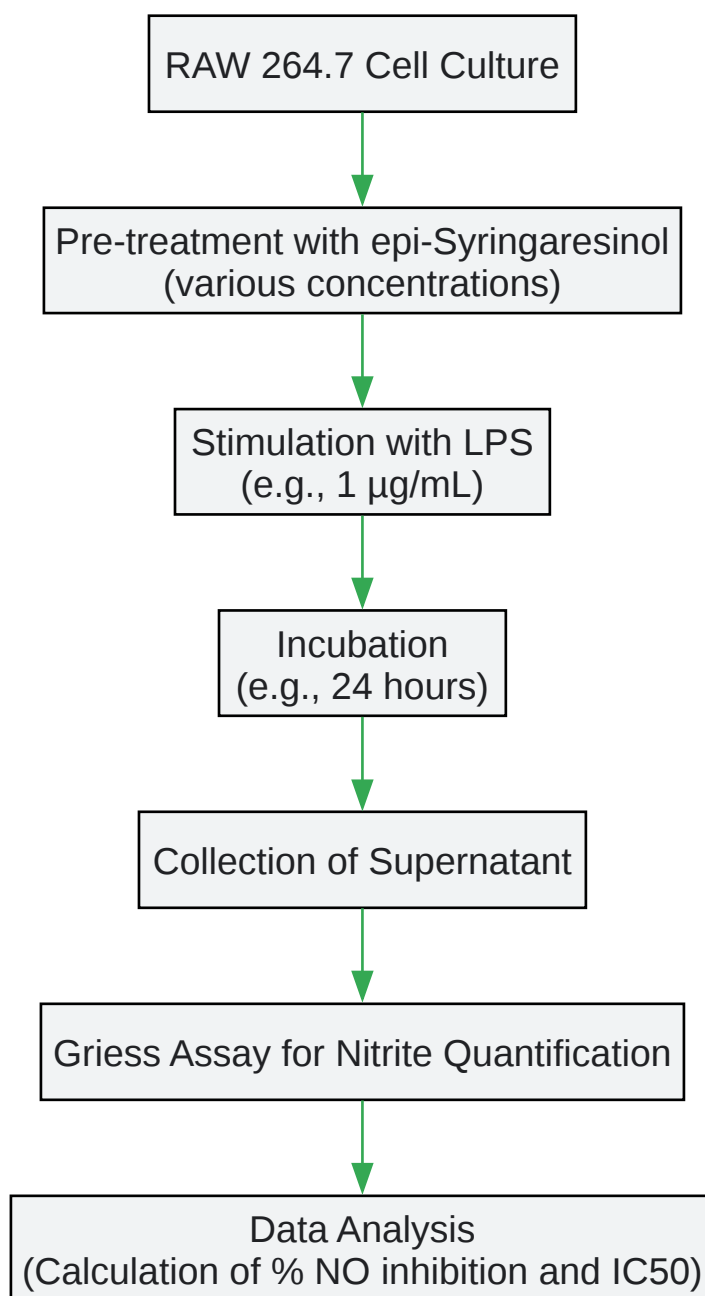 RAW 264.7 Cell Culture
Pre-treatment with epi-Syringaresinol
(various concentrations)
Stimulation with LPS
(e.g., 1 µg/mL)
Incubation
(e.g., 24 hours)
Collection of Supernatant
Griess Assay for Nitrite Quantification
Data Analysis
(Calculation of % NO inhibition and IC50)